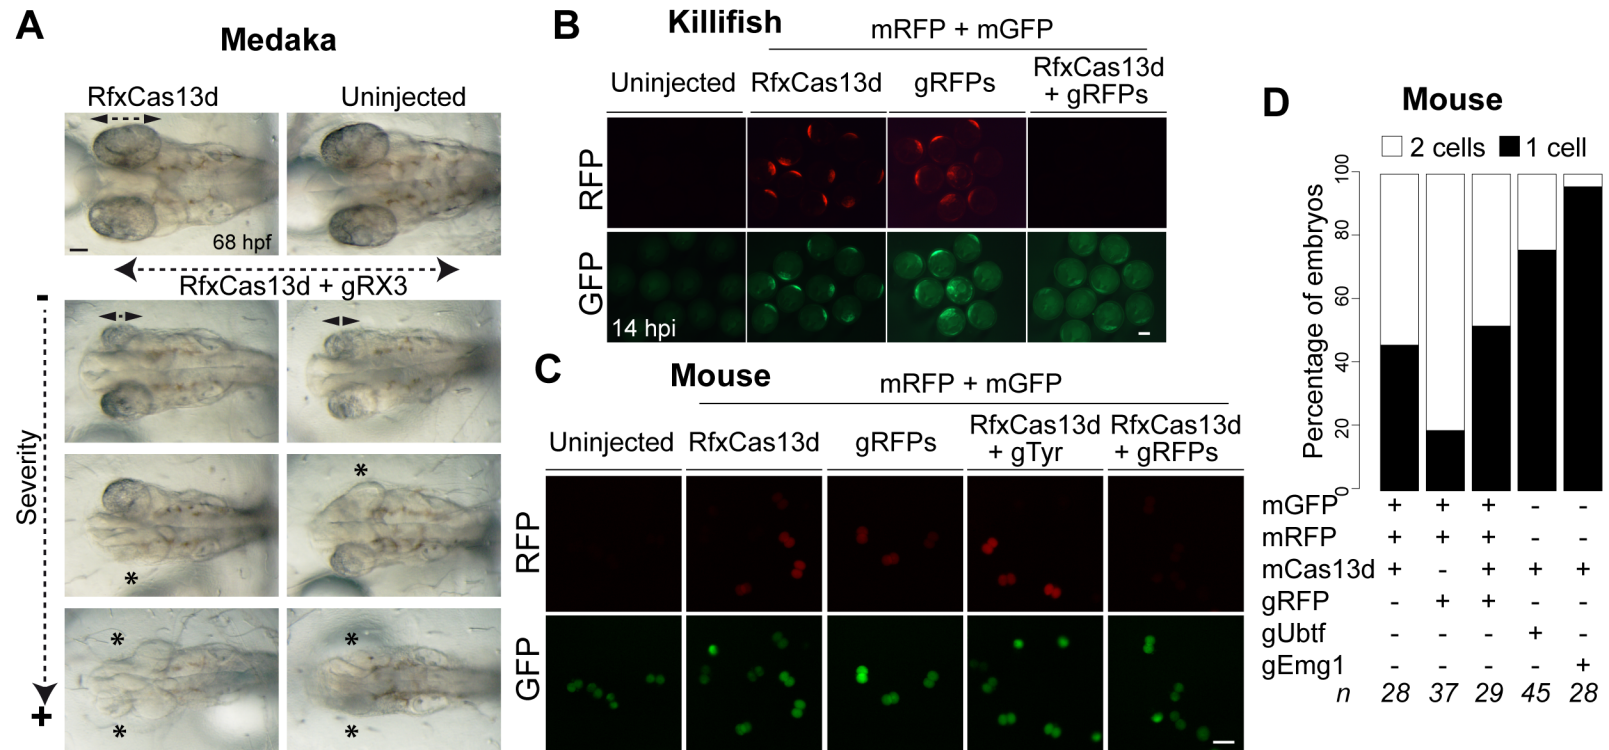 A
Medaka
RfxCas13d
Uninjected
68 hpf
RfxCas13d + gRX3
-
Severity
+
*
*
*
*
*
*
B
Killifish
mRFP + mGFP
Uninjected
RfxCas13d
gRFPs
RfxCas13d
+ gRFPs
RFP
GFP
14 hpi
C
Mouse
mRFP + mGFP
Uninjected
RfxCas13d
gRFPs
RfxCas13d
+ gTyr
RfxCas13d
+ gRFPs
RFP
GFP
D
Mouse
2 cells
1 cell
Percentage of embryos
100
80
60
40
20
0
mGFP + + + - -
mRFP + + + - -
mCas13d + - + + +
gRFP - + + - -
gUbtf - - - + -
gEmg1 - - - - +
n 28 37 29 45 28